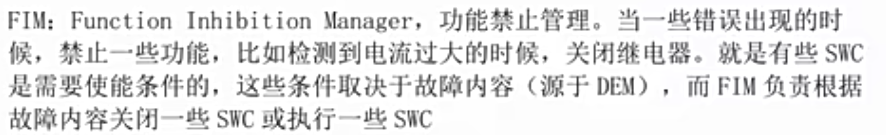 FIM: Function Inhibition Manager，功能禁止管理。当一些错误出现的时
候，禁止一些功能，比如检测到电流过大的时候，关闭继电器。就是有些 SWC
是需要使能条件的，这些条件取决于故障内容（源于 DEM），而 FIM 负责根据
故障内容关闭一些 SWC 或执行一些 SWC